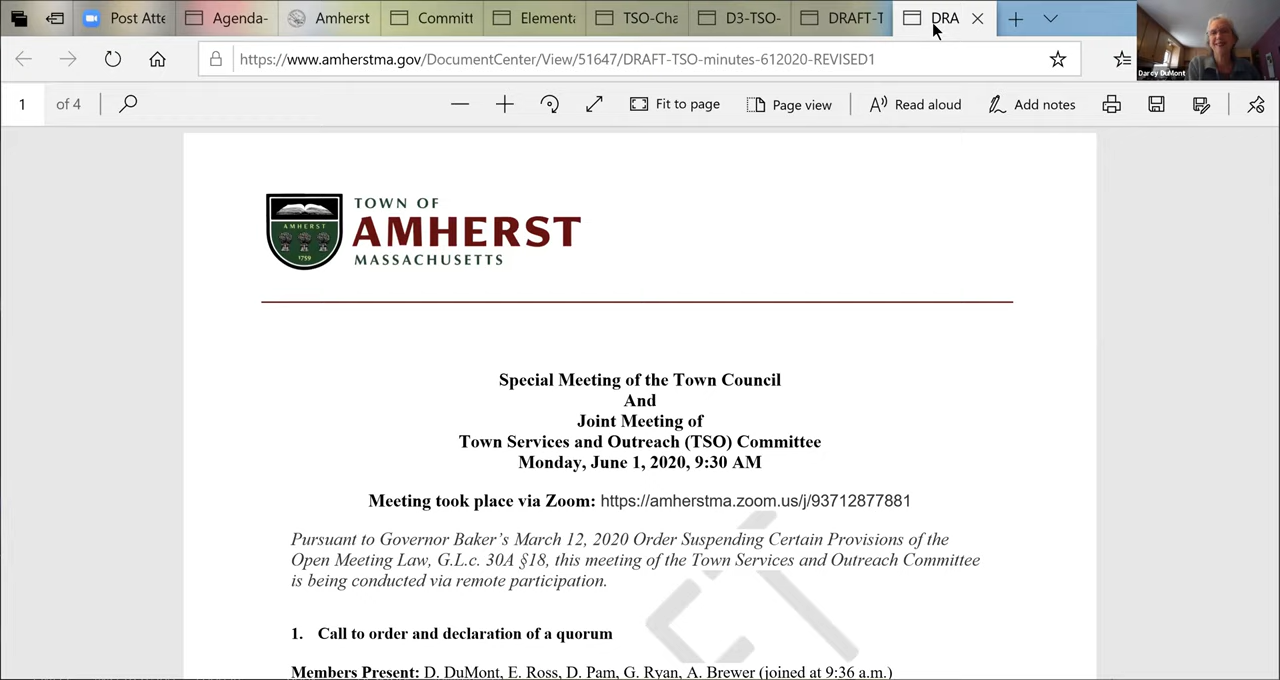 Post Atte
Agenda-
Amherst
Committ
Elementa
TSO-Cha
D3-TSO-
DRAFT-T
DRA
https://www.amherstma.gov/DocumentCenter/View/51647/DRAFT-TSO-minutes-612020-REVISED1
Darcy DuMont
1 of 4
Fit to page
Page view
Read aloud
Add notes
TOWN OF
AMHERST
MASSACHUSETTS
AMHERST
1759
Special Meeting of the Town Council
And
Joint Meeting of
Town Services and Outreach (TSO) Committee
Monday, June 1, 2020, 9:30 AM
Meeting took place via Zoom: https://amherstma.zoom.us/j/93712877881
Pursuant to Governor Baker’s March 12, 2020 Order Suspending Certain Provisions of the
Open Meeting Law, G.L.c. 30A §18, this meeting of the Town Services and Outreach Committee
is being conducted via remote participation.
1. Call to order and declaration of a quorum
Members Present: D. DuMont, E. Ross, D. Pam, G. Ryan, A. Brewer (joined at 9:36 a.m.)